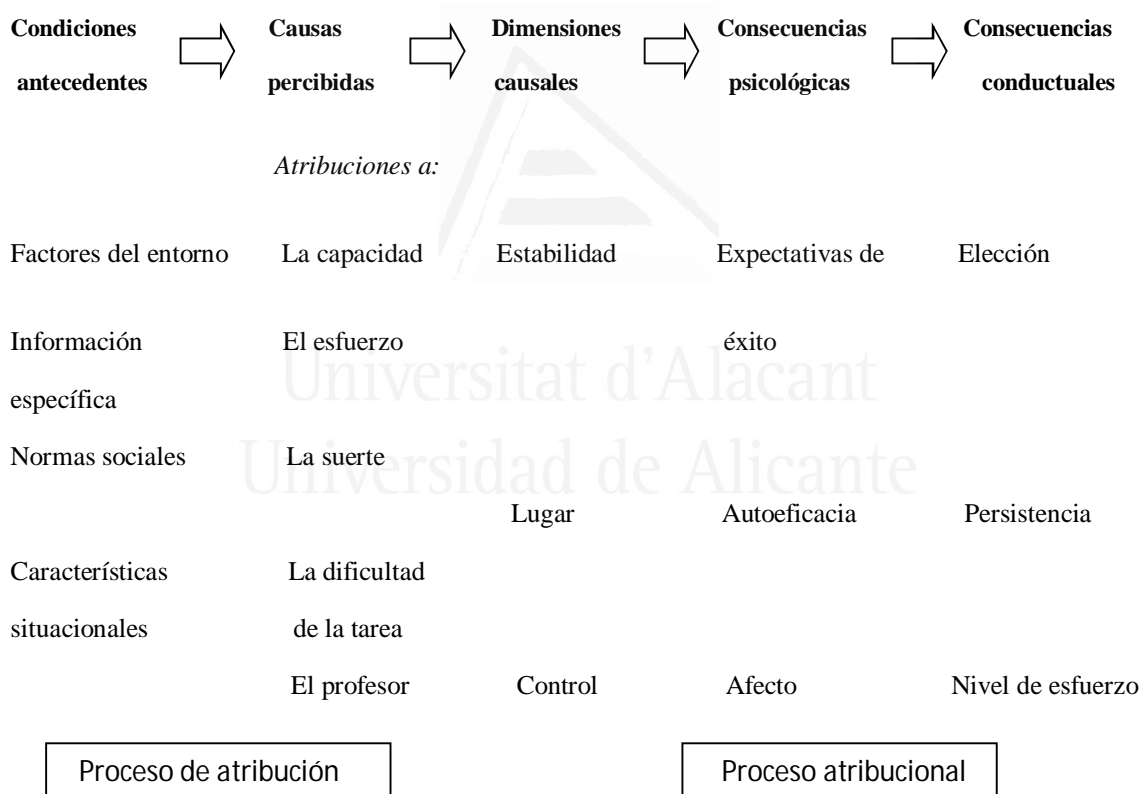 Condiciones Causas Dimensiones Consecuencias Consecuencias
antecedentes percibidas causales psicológicas conductuales
Atribuciones a:
Factores del entorno La capacidad Estabilidad Expectativas de Elección
Información El esfuerzo éxito
Universitat d'Alacant
específica
Normas sociales La suerte
Universidad de Alicante
Lugar Autoeficacia Persistencia
Características La dificultad
situacionales de la tarea
El profesor Control Afecto Nivel de esfuerzo
Proceso de atribución Proceso atribucional